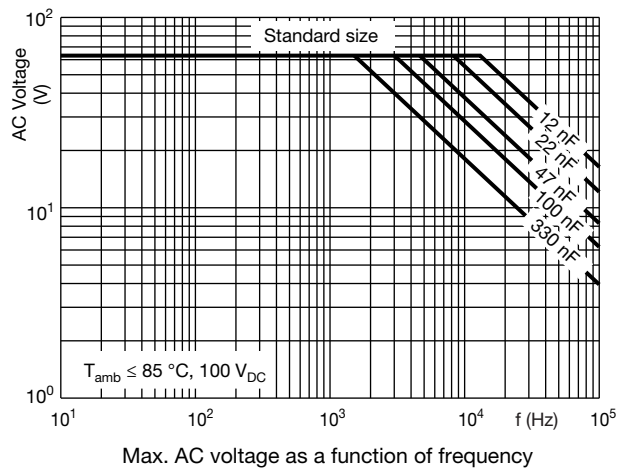 10²
Standard size
AC Voltage
(V)
12 nF
22 nF
47 nF
100 nF
330 nF
10¹
T_amb ≤ 85 °C, 100 V_DC
10⁰
10¹ 10² 10³ 10⁴ f (Hz) 10⁵
Max. AC voltage as a function of frequency